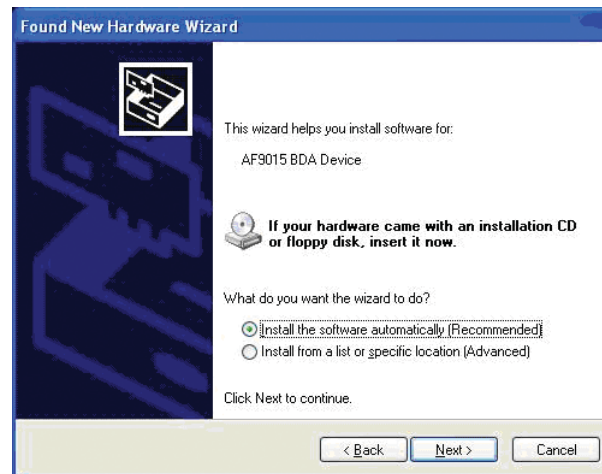 Found New Hardware Wizard
This wizard helps you install software for:
AF9015 BDA Device
If your hardware came with an installation CD
or floppy disk, insert it now.
What do you want the wizard to do?
Install the software automatically (Recommended)
Install from a list or specific location (Advanced)
Click Next to continue.
< Back Next > Cancel